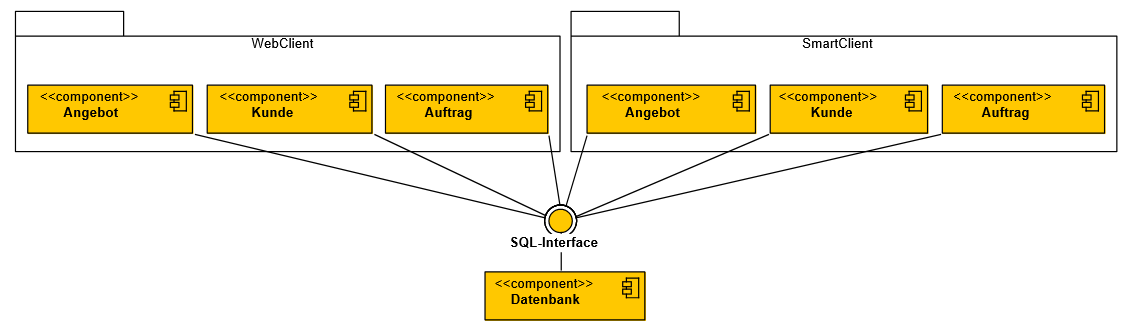 WebClient
SmartClient
<<component>>
Angebot
<<component>>
Kunde
<<component>>
Auftrag
<<component>>
Angebot
<<component>>
Kunde
<<component>>
Auftrag
SQL-Interface
<<component>>
Datenbank